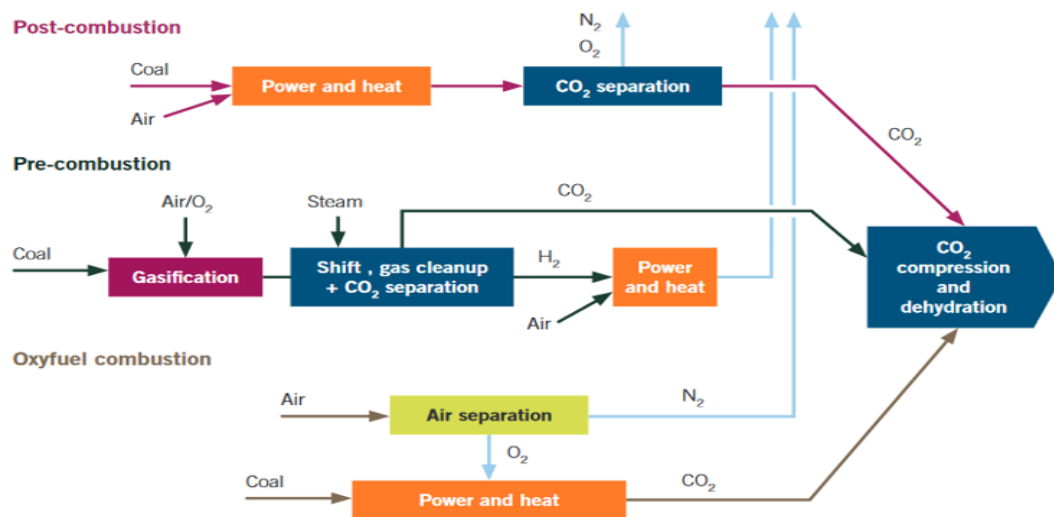 Post-combustion
N₂
O₂
Coal
Power and heat
CO₂ separation
Air
CO₂
Pre-combustion
Air/O₂
Steam
CO₂
Coal
Gasification
Shift , gas cleanup
+ CO₂ separation
H₂
Power
and heat
Air
CO₂
compression
and
dehydration
Oxyfuel combustion
Air
Air separation
N₂
O₂
Coal
Power and heat
CO₂